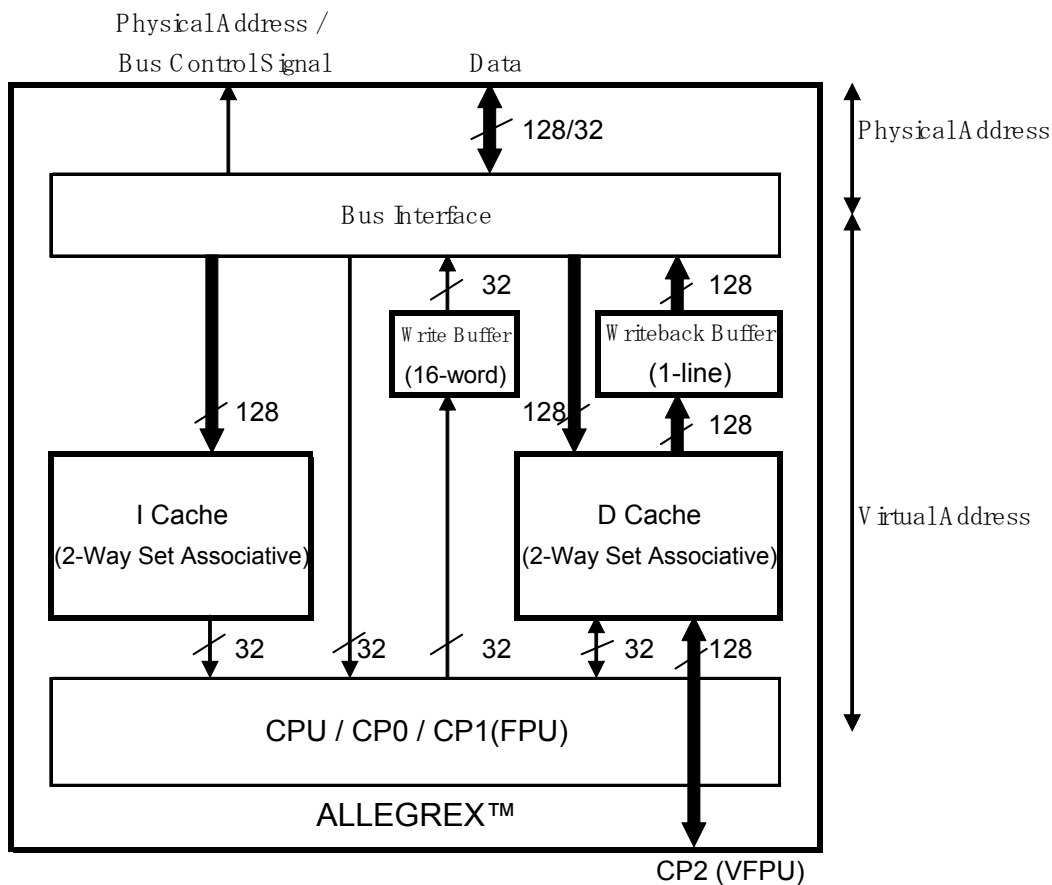 Physical Address /
Bus Control Signal
Data
128/32
Physical Address
Bus Interface
32
128
Write Buffer
(16-word)
Writeback Buffer
(1-line)
128
128
128
I Cache
(2-Way Set Associative)
D Cache
(2-Way Set Associative)
Virtual Address
32
32
32
32
128
CPU / CP0 / CP1(FPU)
ALLEGREX™
CP2 (VFPU)